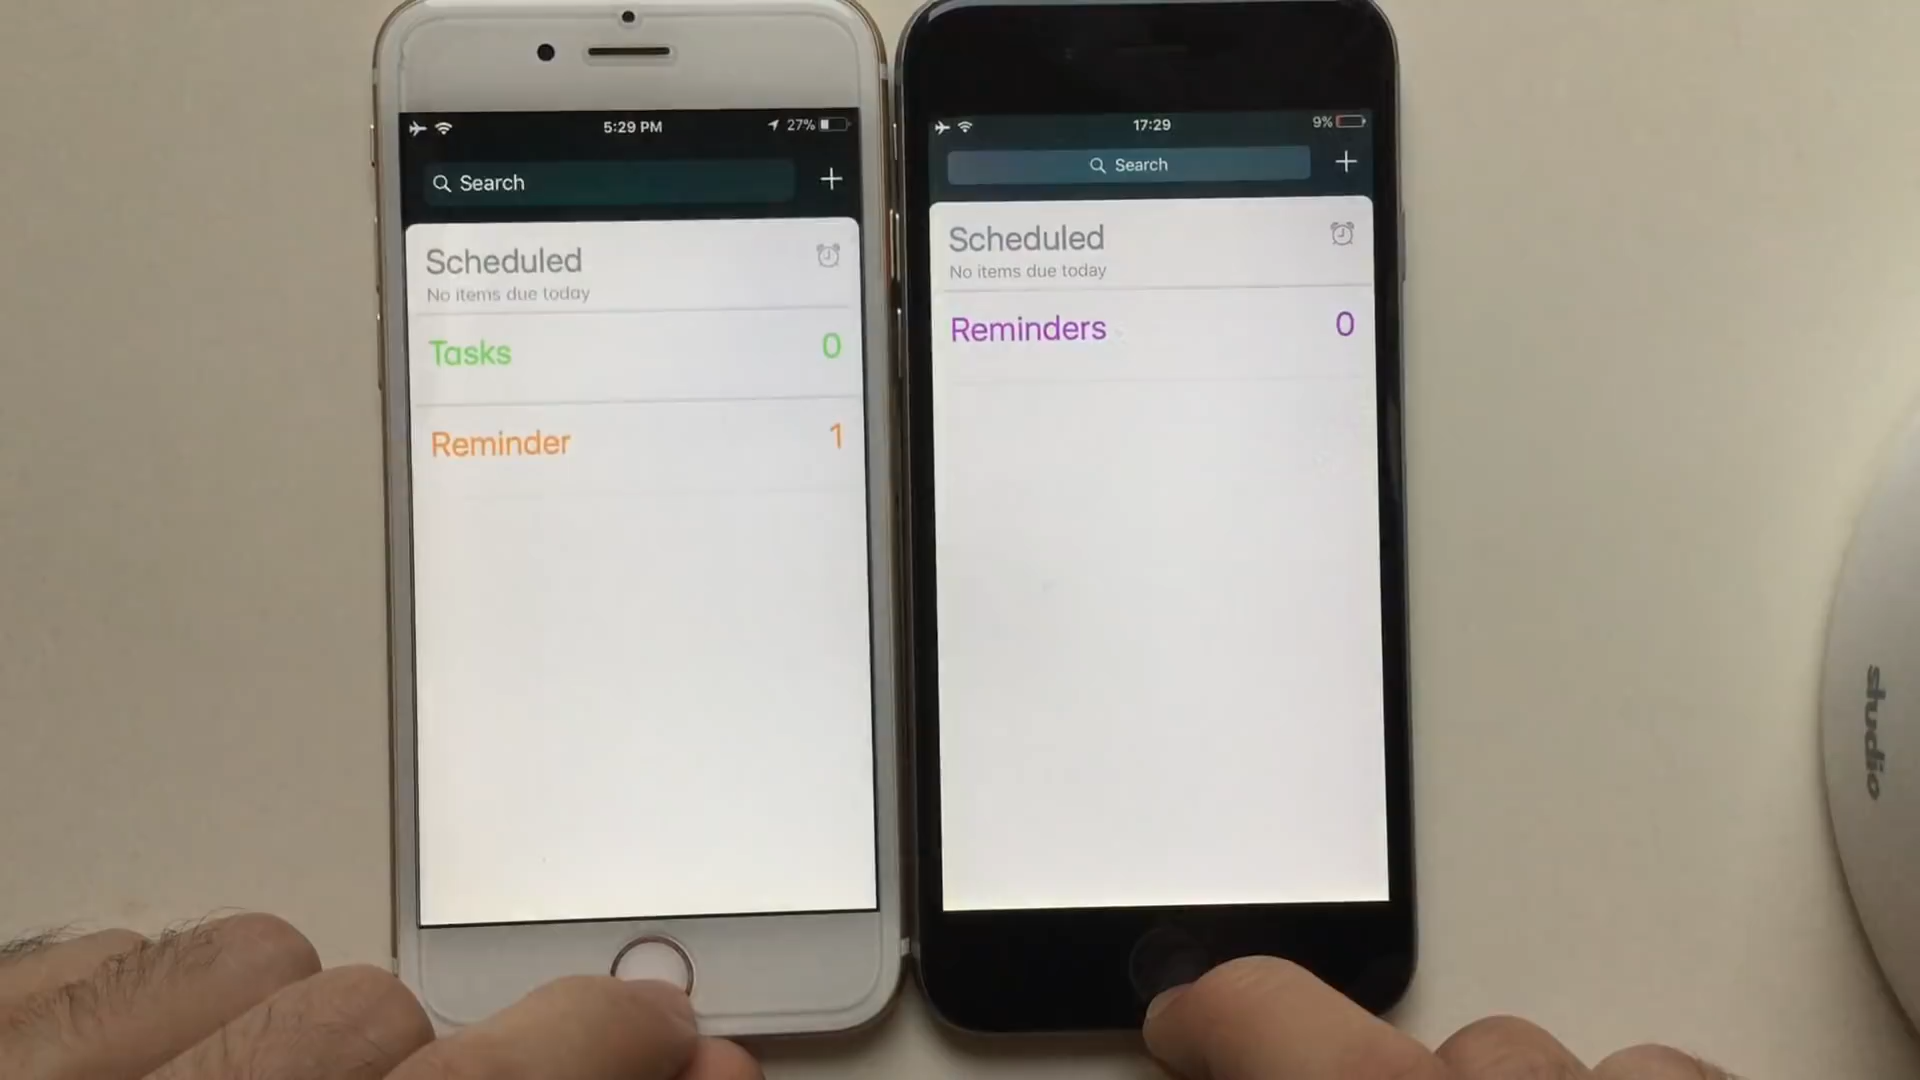 5:29 PM
27%
Search
Scheduled
No items due today
Tasks
0
Reminder
1
17:29
9%
Search
Scheduled
No items due today
Reminders
0
studio